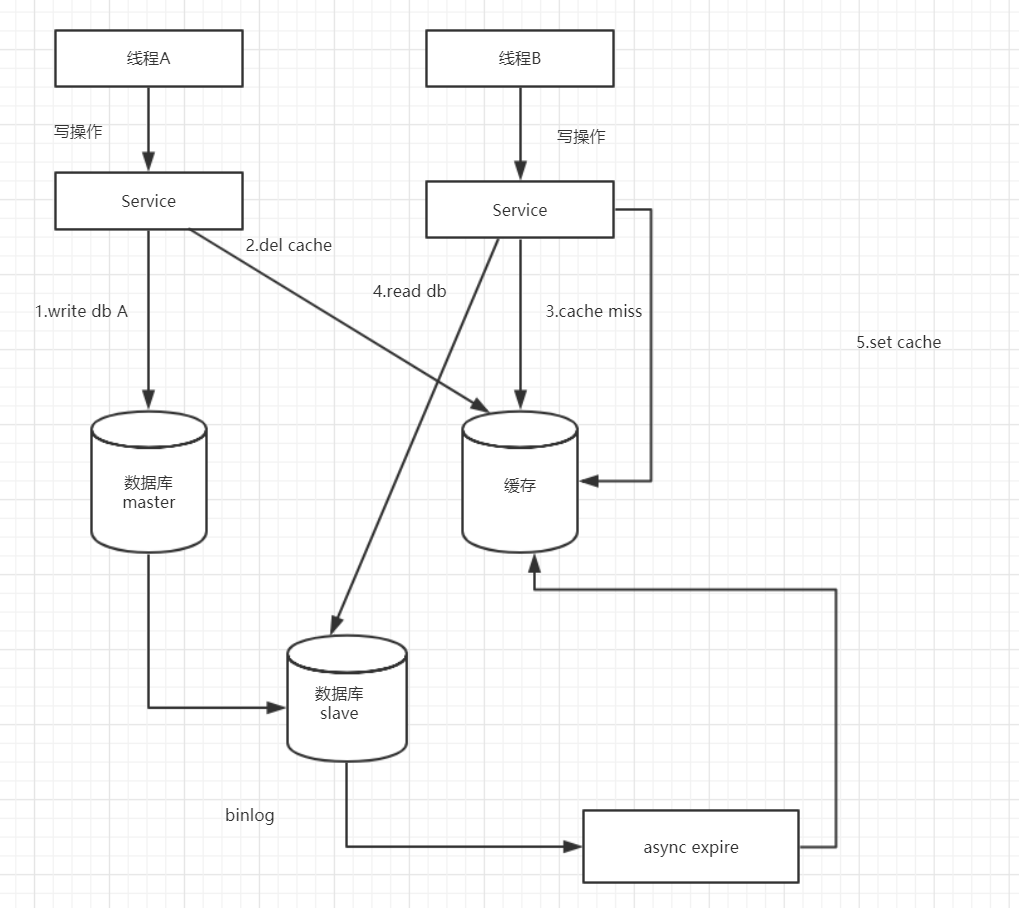 线程A
线程B
写操作
写操作
Service
Service
2.del cache
4.read db
1.write db A
3.cache miss
5.set cache
数据库
master
缓存
数据库
slave
binlog
async expire